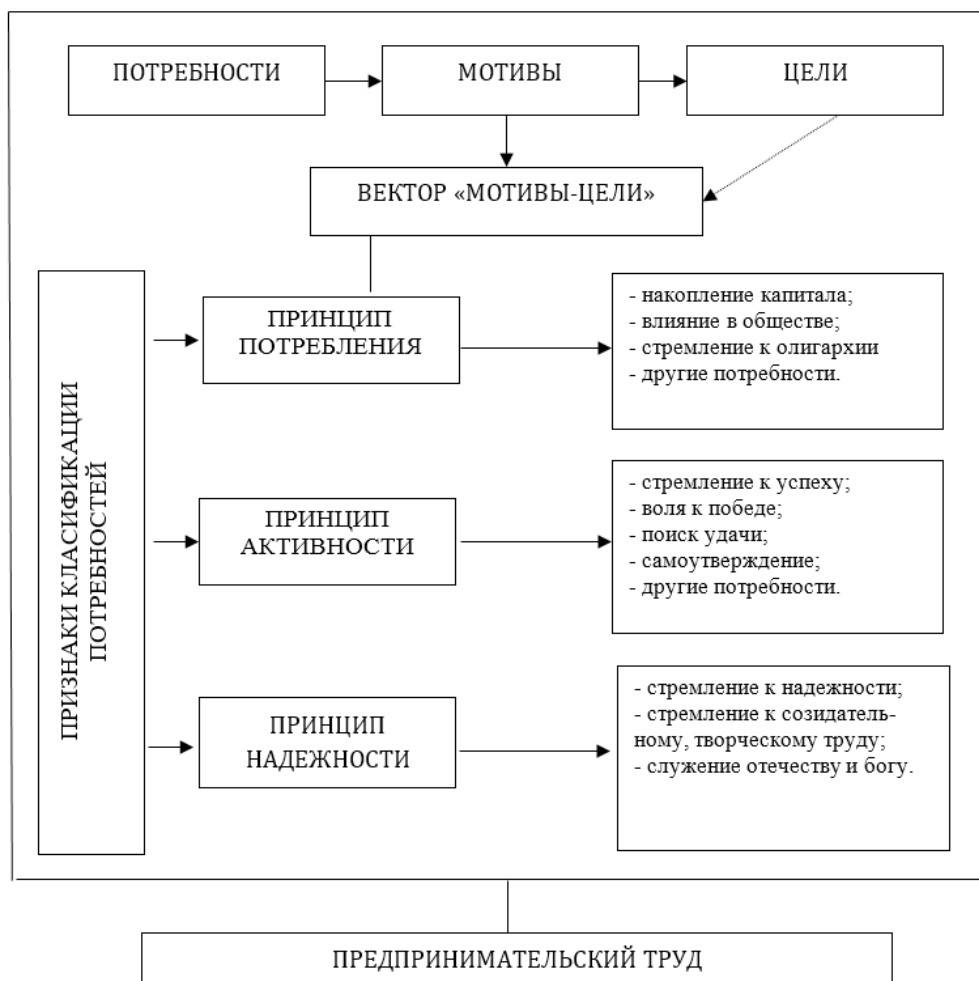 ПОТРЕБНОСТИ
МОТИВЫ
ЦЕЛИ
ВЕКТОР «МОТИВЫ-ЦЕЛИ»
ПРИЗНАКИ КЛАСИФИКАЦИИ
ПОТРЕБНОСТЕЙ
ПРИНЦИП
ПОТРЕБЛЕНИЯ
- накопление капитала;
- влияние в обществе;
- стремление к олигархии
- другие потребности.
ПРИНЦИП
АКТИВНОСТИ
- стремление к успеху;
- воля к победе;
- поиск удачи;
- самоутверждение;
- другие потребности.
ПРИНЦИП
НАДЕЖНОСТИ
- стремление к надежности;
- стремление к созидатель-
ному, творческому труду;
- служение отечеству и богу.
ПРЕДПРИНИМАТЕЛЬСКИЙ ТРУД